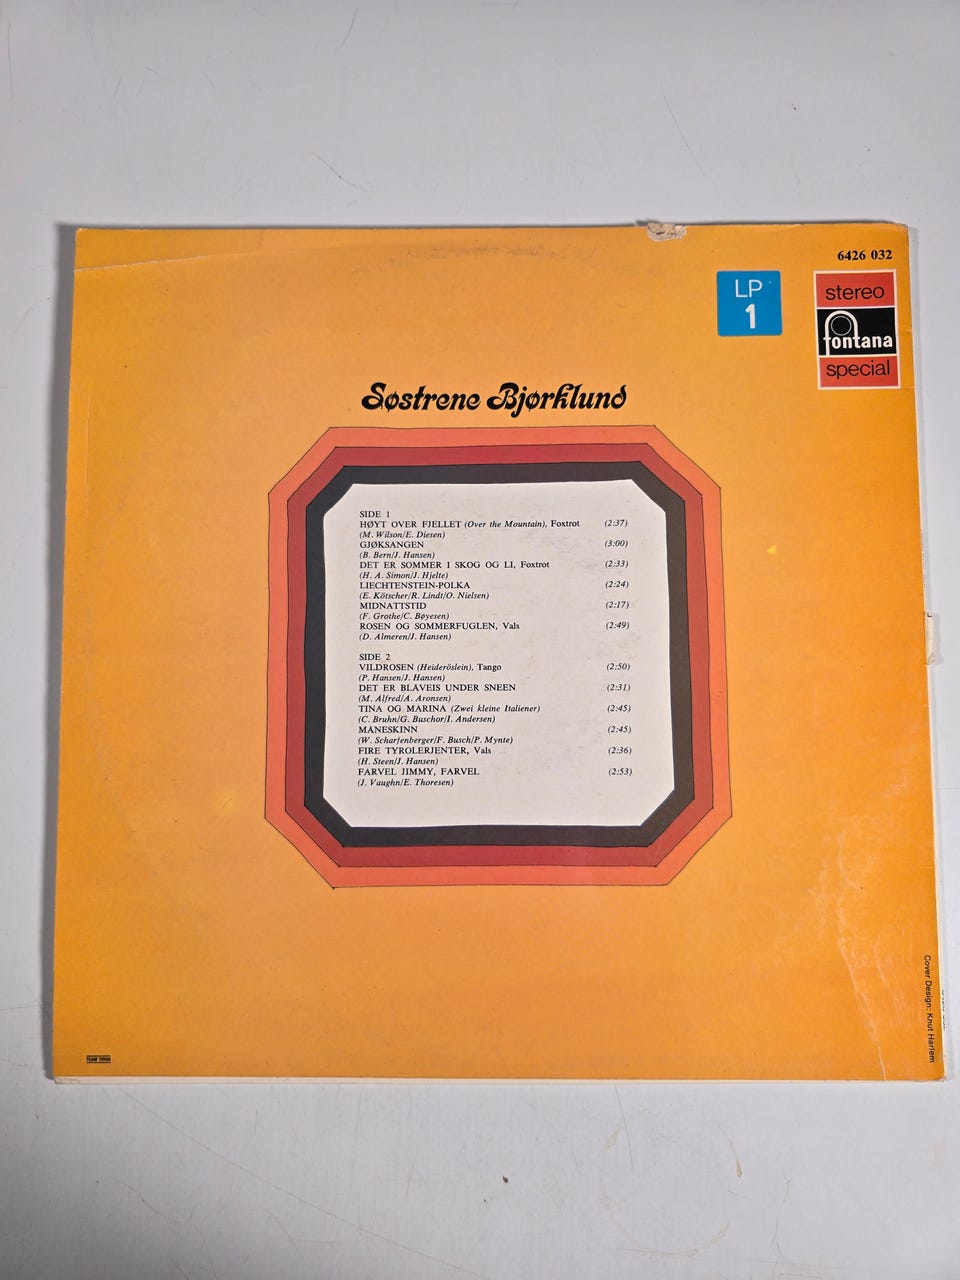 6426 032
LP
1
stereo
fontana
special
Søstrene Bjørklund
SIDE 1
HØYT OVER FJELLET (Over the Mountain), Foxtrot (2:37)
(M. Wilson/E. Diesen)
GJØKSANGEN (3:00)
(B. Bern/J. Hansen)
DET ER SOMMER I SKOG OG LI, Foxtrot (2:33)
(H. A. Simon/J. Hjelte)
LIECHTENSTEIN-POLKA (2:24)
(E. Kötscher/R. Lindt/O. Nielsen)
MIDNATTSTID (2:17)
(F. Grothe/C. Bøyesen)
ROSEN OG SOMMERFUGLEN, Vals (2:49)
(D. Almeren/J. Hansen)
SIDE 2
VILDROSEN (Heideröslein), Tango (2:50)
(P. Hansen/J. Hansen)
DET ER BLÅVEIS UNDER SNEEN (2:31)
(M. Alfred/A. Aronsen)
TINA OG MARINA (Zwei kleine Italiener) (2:45)
(C. Bruhn/G. Buschor/I. Andersen)
MÅNESKINN (2:45)
(W. Scharfenberger/F. Busch/P. Mynte)
FIRE TYROLERJENTER, Vals (2:36)
(H. Steen/J. Hansen)
FARVEL JIMMY, FARVEL (2:53)
(J. Vaughn/E. Thoresen)
Cover Design: Knut Harlem